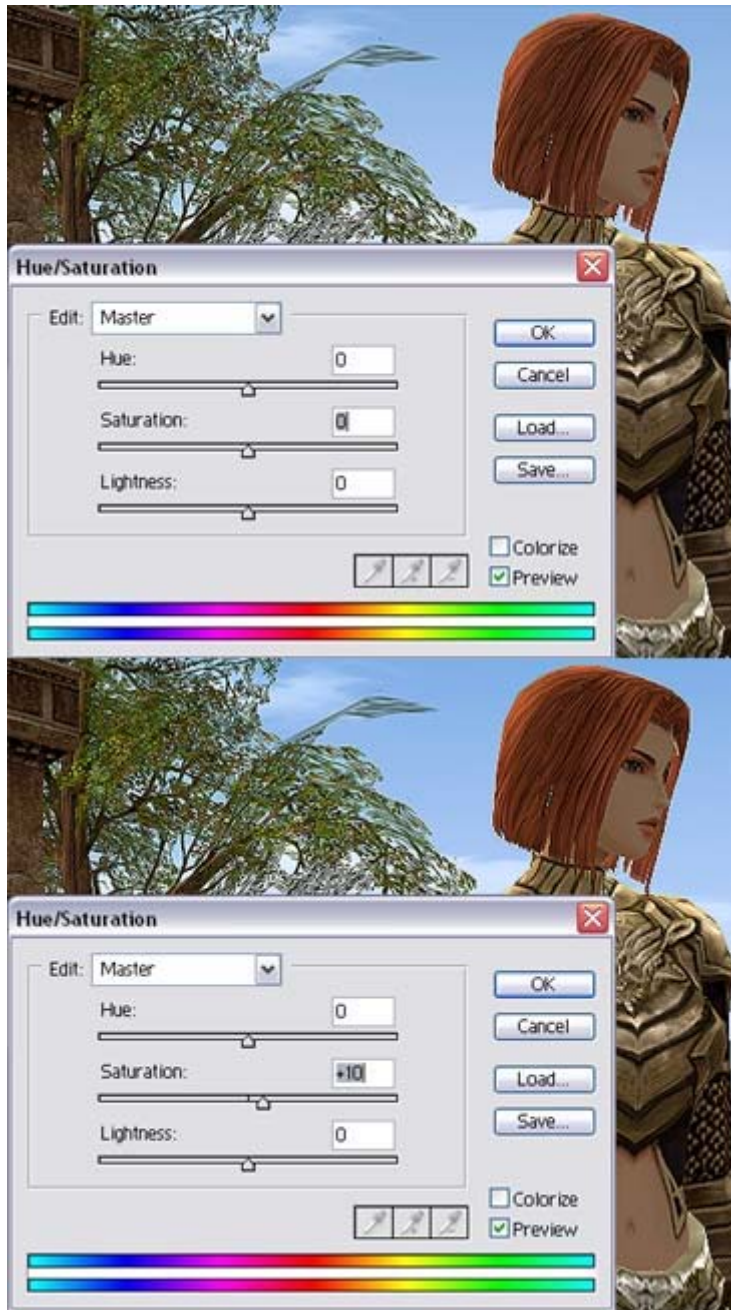 Hue/Saturation
Edit: Master
Hue: 0
Saturation: 0
Lightness: 0
OK
Cancel
Load...
Save...
Colorize
Preview
Hue/Saturation
Edit: Master
Hue: 0
Saturation: +10
Lightness: 0
OK
Cancel
Load...
Save...
Colorize
Preview